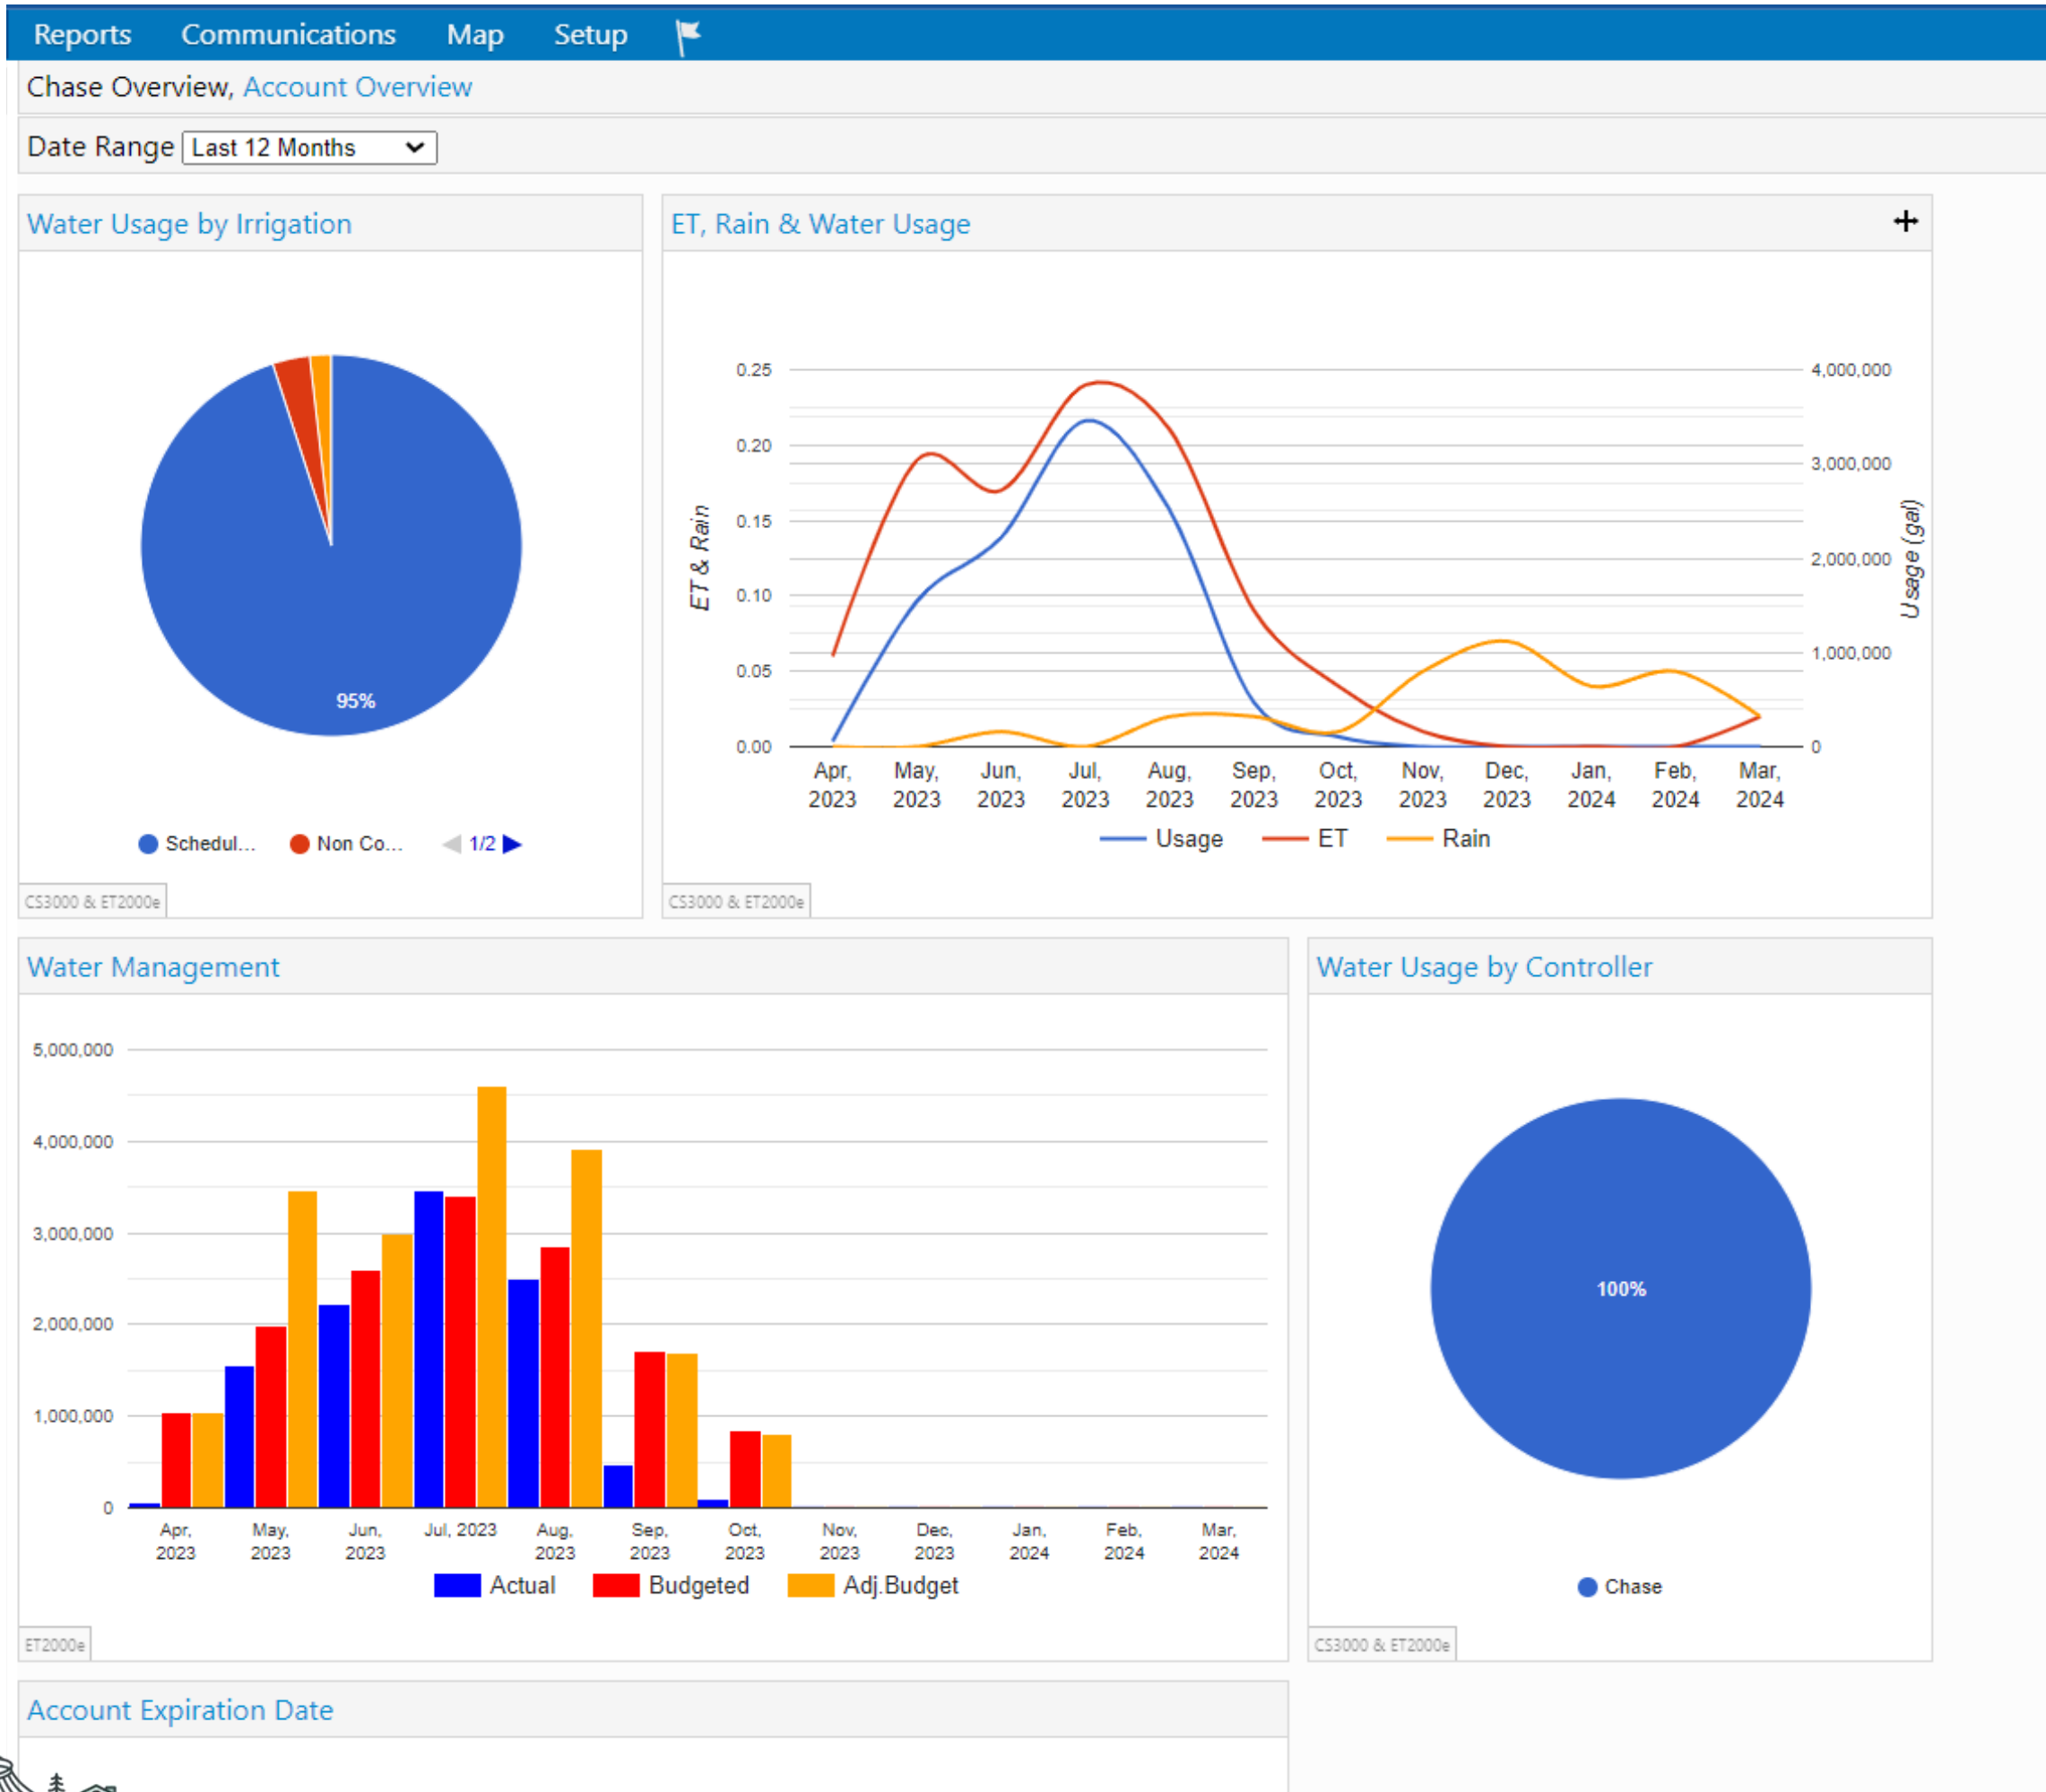 Reports Communications Map Setup
Chase Overview, Account Overview
Date Range Last 12 Months
Water Usage by Irrigation
95%
Schedul... Non Co... 1/2
CS3000 & ET2000e
ET, Rain & Water Usage
ET & Rain
0.25
0.20
0.15
0.10
0.05
0.00
4,000,000
3,000,000
2,000,000
1,000,000
0
Usage (gal)
Apr, May, Jun, Jul, Aug, Sep, Oct, Nov, Dec, Jan, Feb, Mar,
2023 2023 2023 2023 2023 2023 2023 2023 2023 2024 2024 2024
Usage ET Rain
CS3000 & ET2000e
Water Management
5,000,000
4,000,000
3,000,000
2,000,000
1,000,000
0
Apr, May, Jun, Jul, 2023 Aug, Sep, Oct, Nov, Dec, Jan, Feb, Mar,
2023 2023 2023 2023 2023 2023 2023 2023 2024 2024 2024
Actual Budgeted Adj.Budget
ET2000e
Water Usage by Controller
100%
Chase
CS3000 & ET2000e
Account Expiration Date